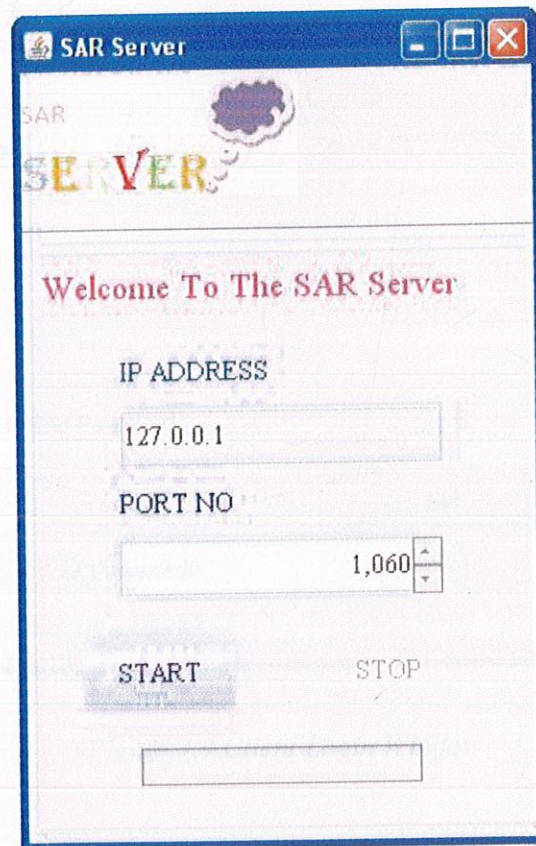 SAR Server
SAR
SERVER
Welcome To The SAR Server
IP ADDRESS
127.0.0.1
PORT NO
1,060
START STOP